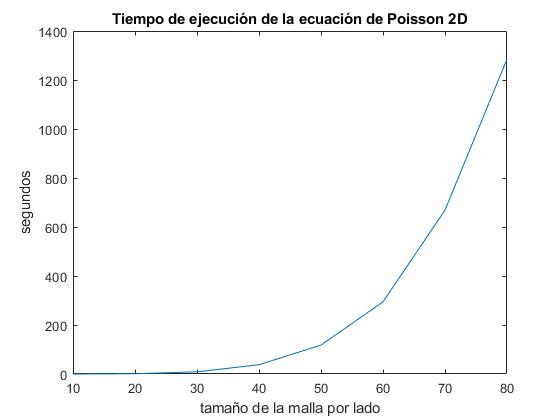 Tiempo de ejecución de la ecuación de Poisson 2D
1400
1200
1000
800
600
400
200
0
segundos
10 20 30 40 50 60 70 80
tamaño de la malla por lado